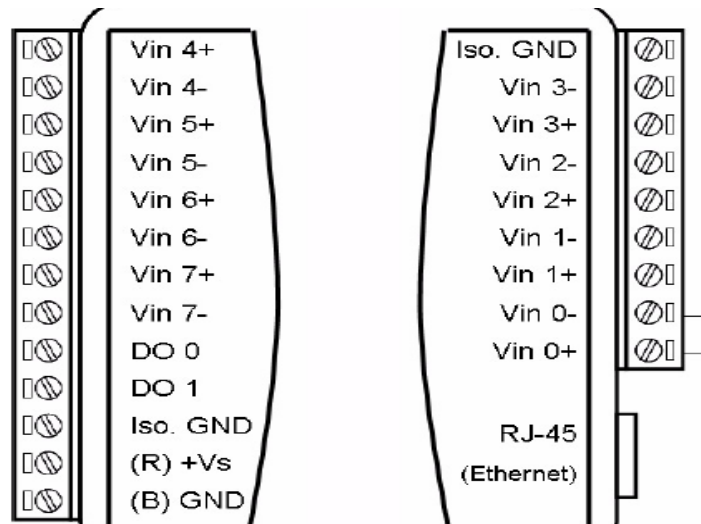 Vin 4+
Vin 4-
Vin 5+
Vin 5-
Vin 6+
Vin 6-
Vin 7+
Vin 7-
DO 0
DO 1
Iso. GND
(R) +Vs
(B) GND
Iso. GND
Vin 3-
Vin 3+
Vin 2-
Vin 2+
Vin 1-
Vin 1+
Vin 0-
Vin 0+
RJ-45
(Ethernet)